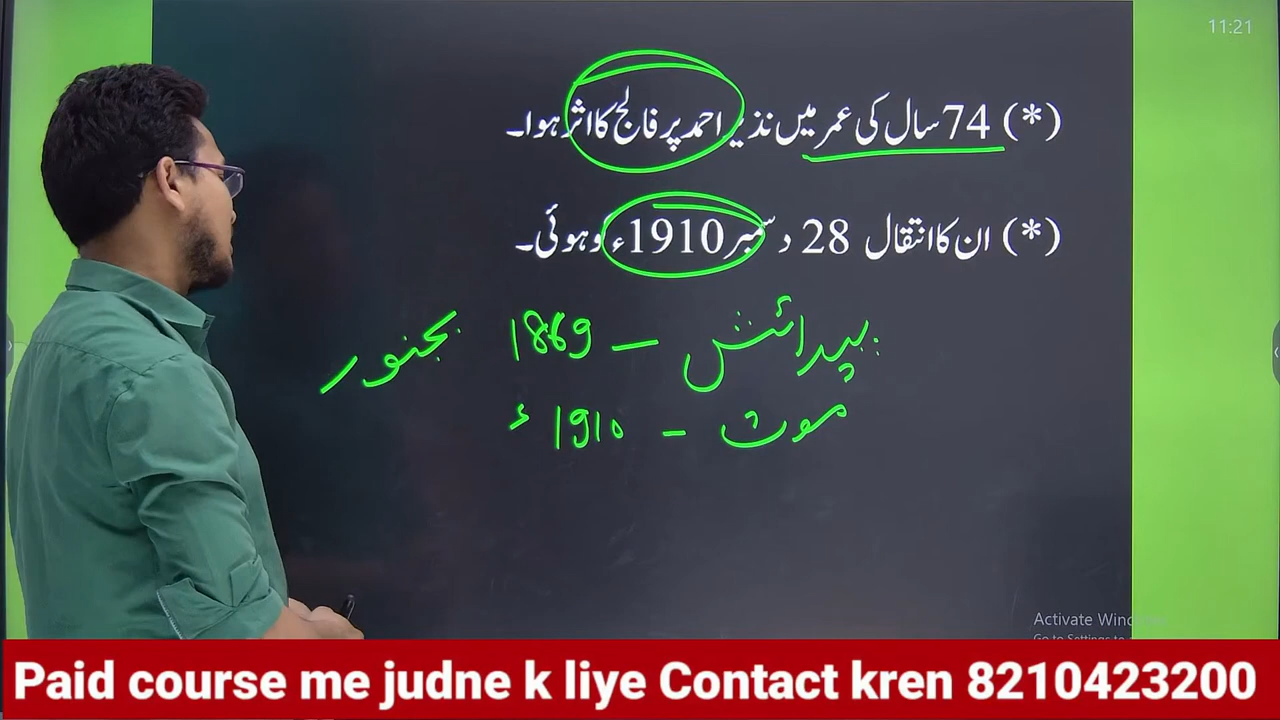 11:21
(*) 74 سال کی عمر میں نذیر احمد پر فالج کا اثر ہوا۔
(*) ان کا انتقال 28 دسمبر 1910ء کو ہوئی۔
پیدائش – 1869 بجنور
موت – 1910ء
Activate Windo
Paid course me judne k liye Contact kren 8210423200